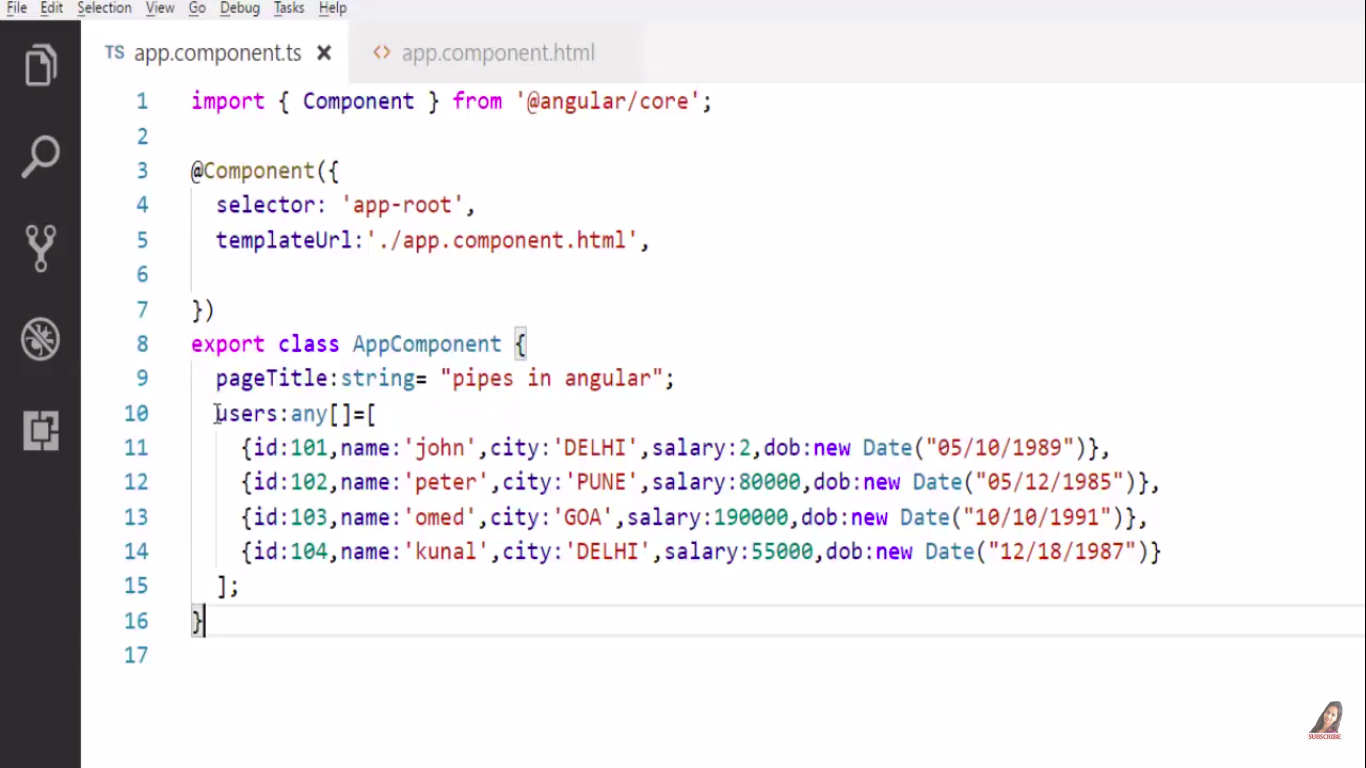 File Edit Selection View Go Debug Tasks Help
TS app.component.ts × <> app.component.html
1 import { Component } from '@angular/core';
2
3 @Component({
4 selector: 'app-root',
5 templateUrl:'./app.component.html',
6
7 })
8 export class AppComponent {
9 pageTitle:string= "pipes in angular";
10 users:any[]=[
11 {id:101,name:'john',city:'DELHI',salary:2,dob:new Date("05/10/1989")},
12 {id:102,name:'peter',city:'PUNE',salary:80000,dob:new Date("05/12/1985")},
13 {id:103,name:'omed',city:'GOA',salary:190000,dob:new Date("10/10/1991")},
14 {id:104,name:'kunal',city:'DELHI',salary:55000,dob:new Date("12/18/1987")}
15 ];
16 }
17
SUBSCRIBE